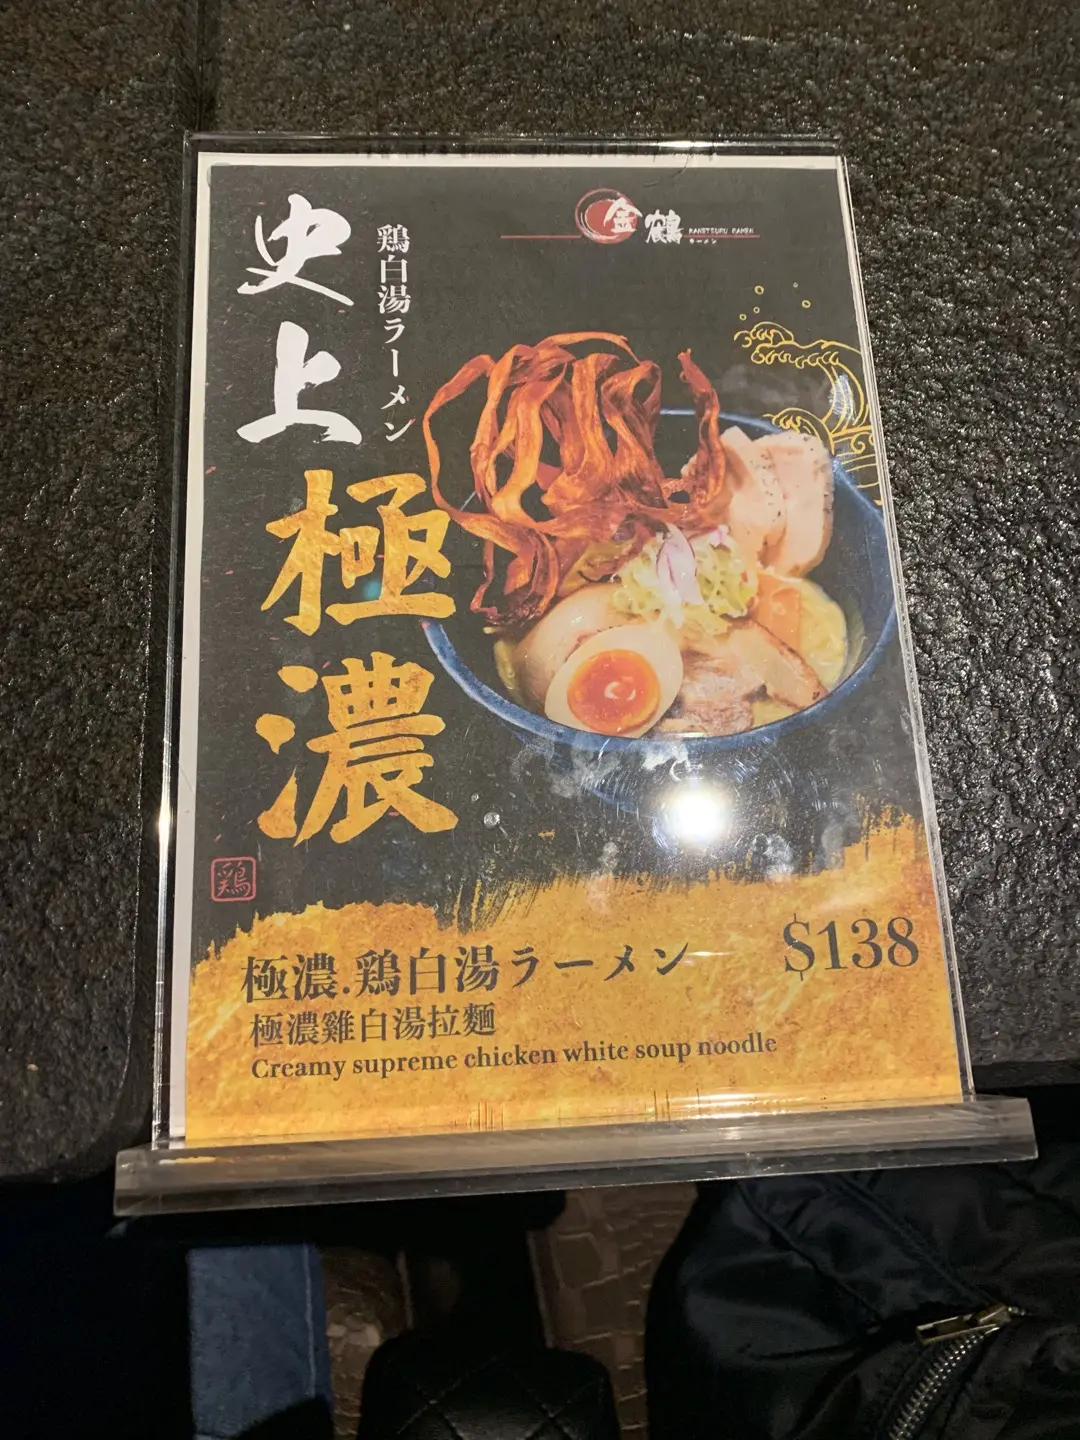 史上
極濃
鶏白湯ラーメン
金鶴
KANETSURU RAMEN
ラーメン
鶏
極濃.鶏白湯ラーメン
$138
極濃雞白湯拉麵
Creamy supreme chicken white soup noodle